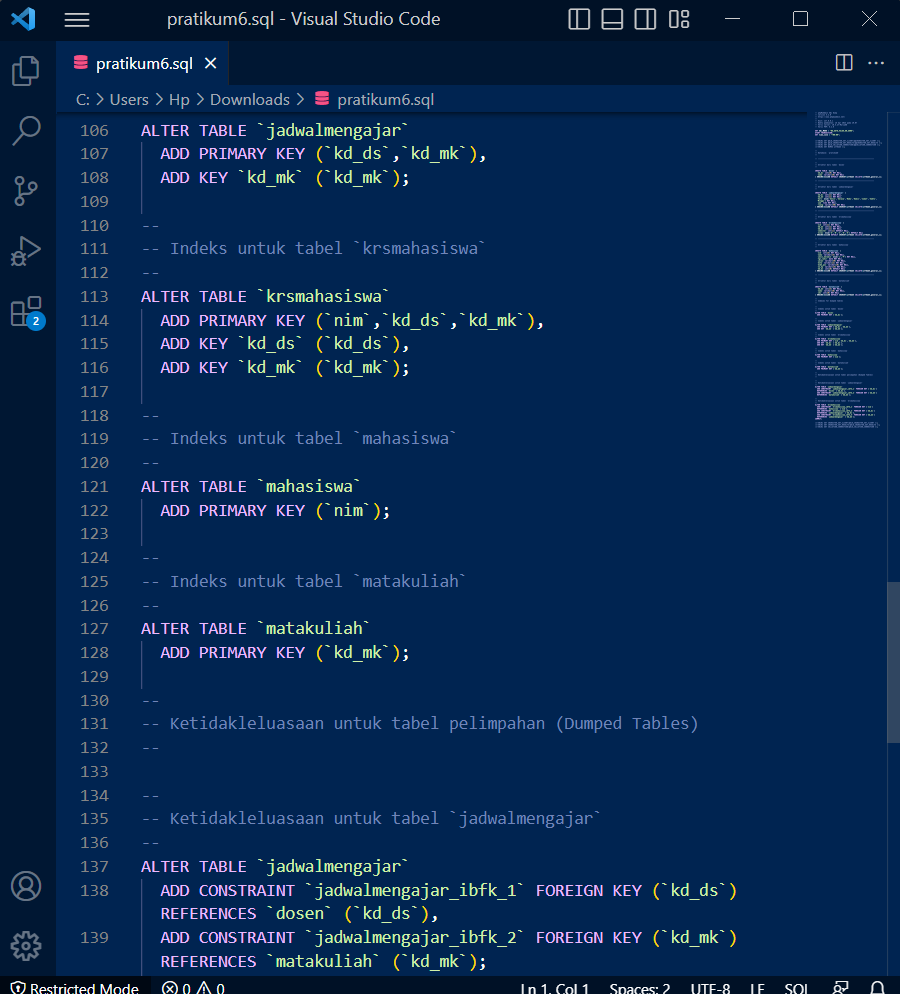 pratikum6.sql - Visual Studio Code
pratikum6.sql
C: > Users > Hp > Downloads > pratikum6.sql
106 ALTER TABLE `jadwalmengajar`
107 ADD PRIMARY KEY (`kd_ds`,`kd_mk`),
108 ADD KEY `kd_mk` (`kd_mk`);
109
110 --
111 -- Indeks untuk tabel `krsmahasiswa`
112 --
113 ALTER TABLE `krsmahasiswa`
114 ADD PRIMARY KEY (`nim`,`kd_ds`,`kd_mk`),
115 ADD KEY `kd_ds` (`kd_ds`),
116 ADD KEY `kd_mk` (`kd_mk`);
117
118 --
119 -- Indeks untuk tabel `mahasiswa`
120 --
121 ALTER TABLE `mahasiswa`
122 ADD PRIMARY KEY (`nim`);
123
124 --
125 -- Indeks untuk tabel `matakuliah`
126 --
127 ALTER TABLE `matakuliah`
128 ADD PRIMARY KEY (`kd_mk`);
129
130 --
131 -- Ketidakleluasaan untuk tabel pelimpahan (Dumped Tables)
132 --
133
134 --
135 -- Ketidakleluasaan untuk tabel `jadwalmengajar`
136 --
137 ALTER TABLE `jadwalmengajar`
138 ADD CONSTRAINT `jadwalmengajar_ibfk_1` FOREIGN KEY (`kd_ds`)
REFERENCES `dosen` (`kd_ds`),
139 ADD CONSTRAINT `jadwalmengajar_ibfk_2` FOREIGN KEY (`kd_mk`)
REFERENCES `matakuliah` (`kd_mk`);
2
Restricted Mode 0 0 Ln 1, Col 1 Spaces: 2 UTF-8 LF SQL